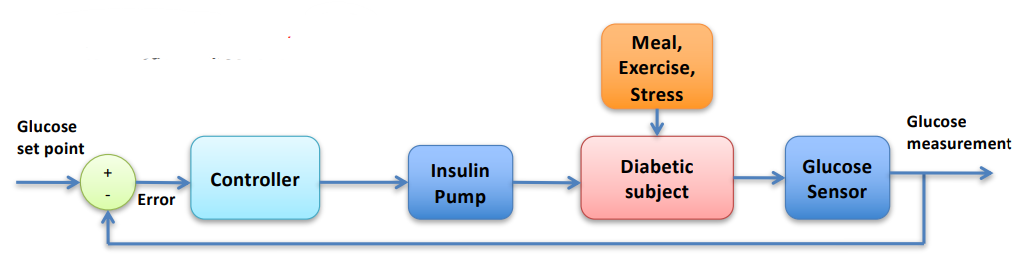 Meal,
Exercise,
Stress
Glucose
set point
Glucose
measurement
+
-
Error
Controller
Insulin
Pump
Diabetic
subject
Glucose
Sensor